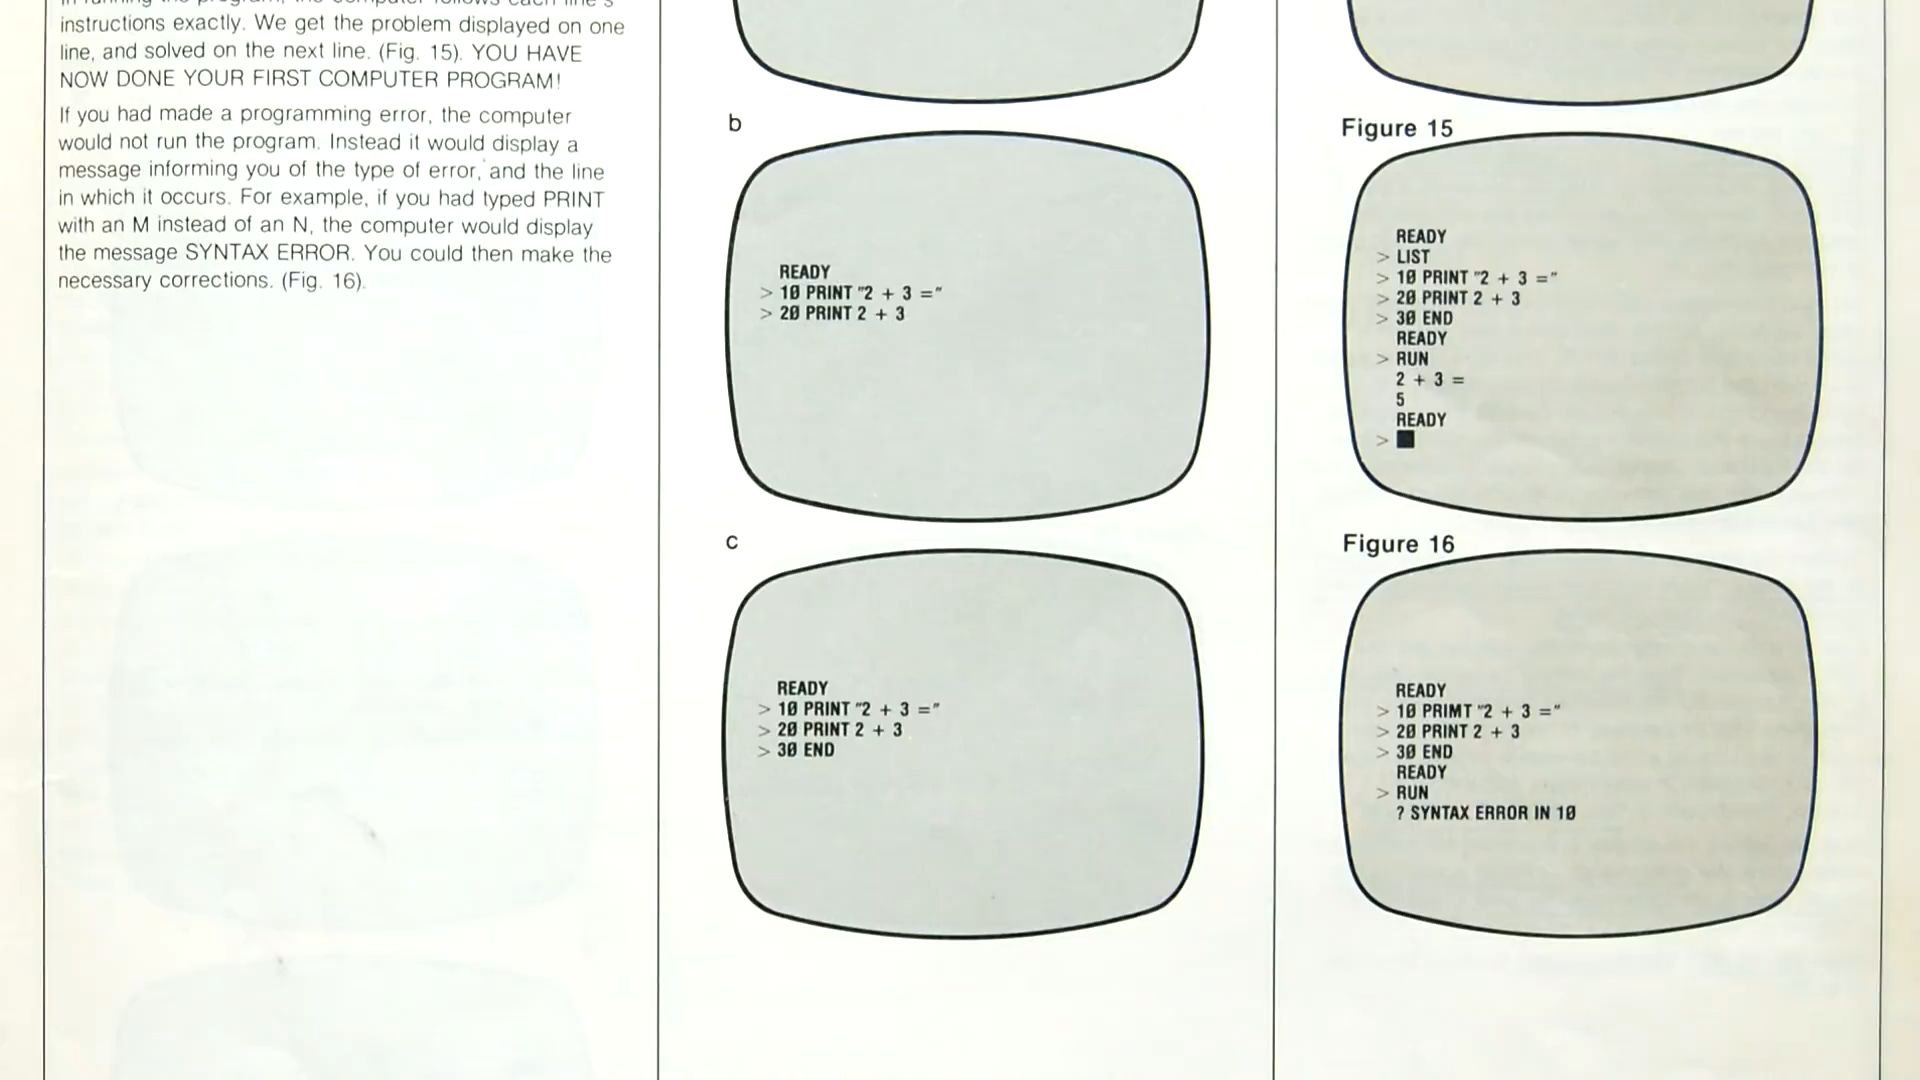 instructions exactly. We get the problem displayed on one
line, and solved on the next line. (Fig. 15). YOU HAVE
NOW DONE YOUR FIRST COMPUTER PROGRAM!
If you had made a programming error, the computer
would not run the program. Instead it would display a
message informing you of the type of error, and the line
in which it occurs. For example, if you had typed PRINT
with an M instead of an N, the computer would display
the message SYNTAX ERROR. You could then make the
necessary corrections. (Fig. 16).
b
READY
> 10 PRINT "2 + 3 ="
> 20 PRINT 2 + 3
c
READY
> 10 PRINT "2 + 3 ="
> 20 PRINT 2 + 3
> 30 END
Figure 15
READY
> LIST
> 10 PRINT "2 + 3 ="
> 20 PRINT 2 + 3
> 30 END
READY
> RUN
2 + 3 =
5
READY
>
Figure 16
READY
> 10 PRIMT "2 + 3 ="
> 20 PRINT 2 + 3
> 30 END
READY
> RUN
? SYNTAX ERROR IN 10